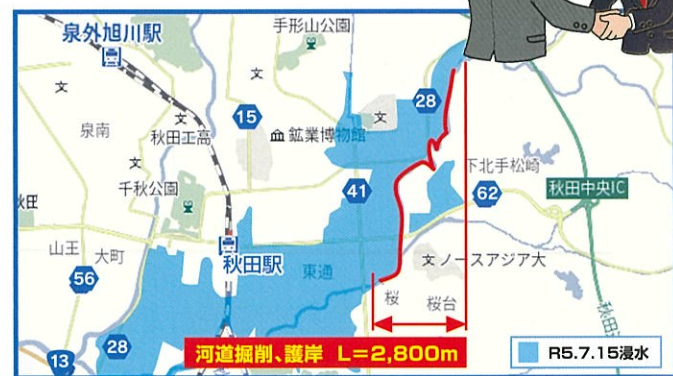 泉外旭川駅
手形山公園
文
文
28
文
15
文
泉南
秋田工高
鉱業博物館
文
下北手松崎
千秋公園
41
62
秋田中央IC
秋田
山王
大町
秋田駅
東通
文 ノースアジア大
56
桜
桜台
秋田
河道掘削、護岸 L=2,800m
R5.7.15浸水
13
28